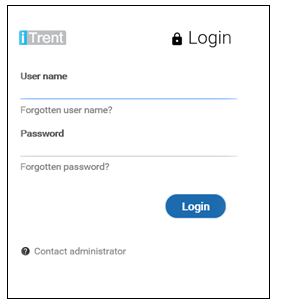 iTrent
Login
User name
Forgotten user name?
Password
Forgotten password?
Login
Contact administrator